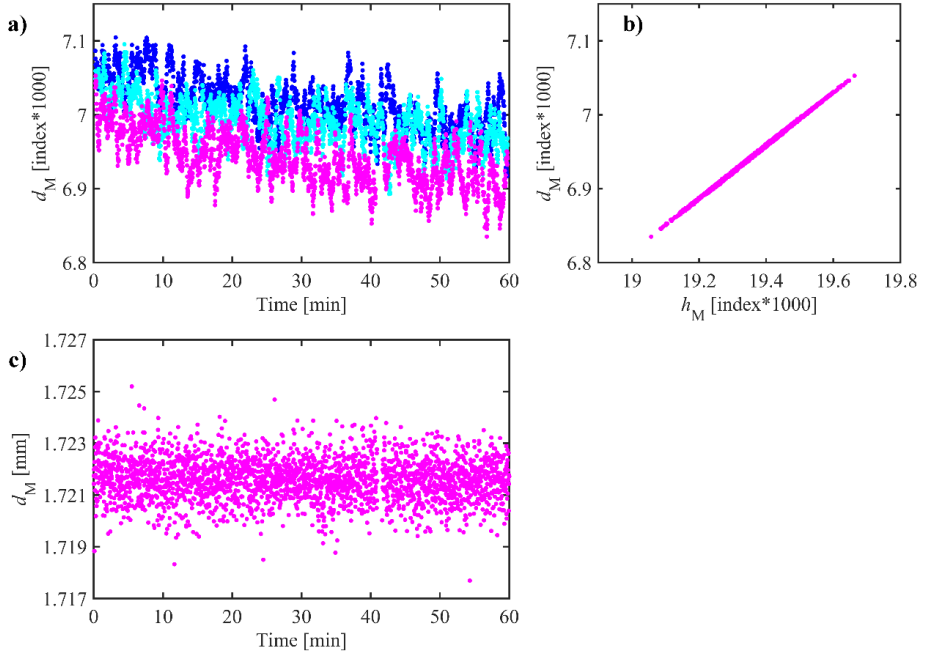 a)
7.1
7
6.9
6.8
d_M [index*1000]
0 10 20 30 40 50 60
Time [min]
b)
7.1
7
6.9
6.8
d_M [index*1000]
19 19.2 19.4 19.6 19.8
h_M [index*1000]
c)
1.727
1.725
1.723
1.721
1.719
1.717
d_M [mm]
0 10 20 30 40 50 60
Time [min]